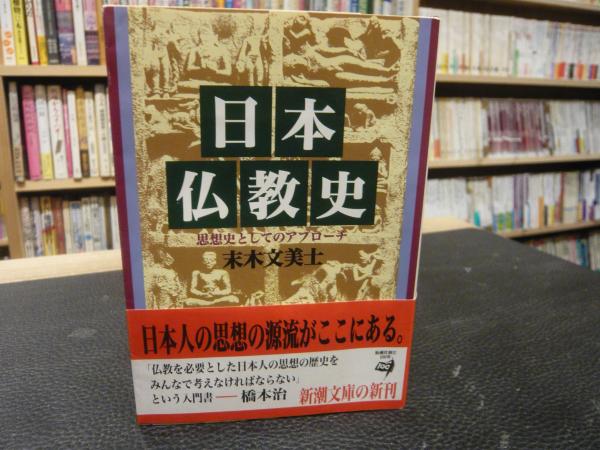 日本
仏教史
思想史としてのアプローチ
末木文美士
日本人の思想の源流がここにある。
「仏教を必要とした日本人の思想の歴史を
みんなで考えなければならない」
という入門書──橋本治
新潮文庫の新刊